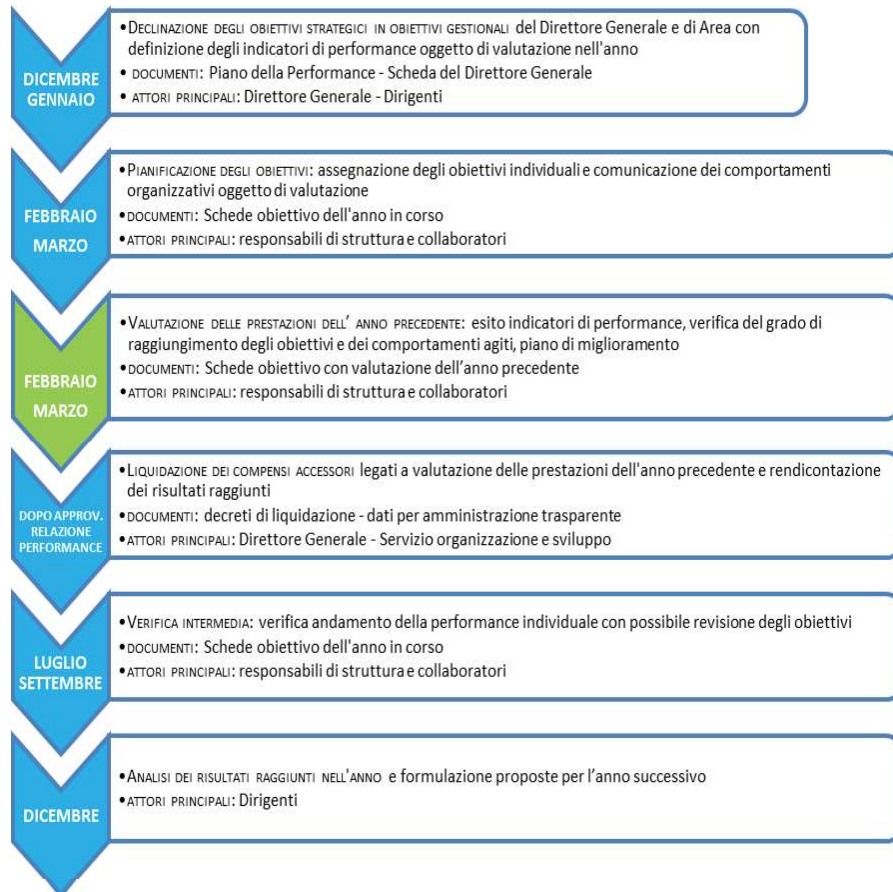 DICEMBRE
GENNAIO
•DECLINAZIONE DEGLI OBIETTIVI STRATEGICI IN OBIETTIVI GESTIONALI del Direttore Generale e di Area con
definizione degli indicatori di performance oggetto di valutazione nell'anno
• DOCUMENTI: Piano della Performance - Scheda del Direttore Generale
• ATTORI PRINCIPALI: Direttore Generale - Dirigenti
FEBBRAIO
MARZO
•PIANIFICAZIONE DEGLI OBIETTIVI: assegnazione degli obiettivi individuali e comunicazione dei comportamenti
organizzativi oggetto di valutazione
•DOCUMENTI: Schede obiettivo dell'anno in corso
•ATTORI PRINCIPALI: responsabili di struttura e collaboratori
FEBBRAIO
MARZO
•VALUTAZIONE DELLE PRESTAZIONI DELL' ANNO PRECEDENTE: esito indicatori di performance, verifica del grado di
raggiungimento degli obiettivi e dei comportamenti agiti, piano di miglioramento
•DOCUMENTI: Schede obiettivo con valutazione dell'anno precedente
•ATTORI PRINCIPALI: responsabili di struttura e collaboratori
DOPO APPROV.
RELAZIONE
PERFORMANCE
•LIQUIDAZIONE DEI COMPENSI ACCESSORI legati a valutazione delle prestazioni dell'anno precedente e rendicontazione
dei risultati raggiunti
•DOCUMENTI: decreti di liquidazione - dati per amministrazione trasparente
•ATTORI PRINCIPALI: Direttore Generale - Servizio organizzazione e sviluppo
LUGLIO
SETTEMBRE
•VERIFICA INTERMEDIA: verifica andamento della performance individuale con possibile revisione degli obiettivi
•DOCUMENTI: Schede obiettivo dell'anno in corso
•ATTORI PRINCIPALI: responsabili di struttura e collaboratori
DICEMBRE
•ANALISI DEI RISULTATI RAGGIUNTI NELL'ANNO e formulazione proposte per l'anno successivo
•ATTORI PRINCIPALI: Dirigenti